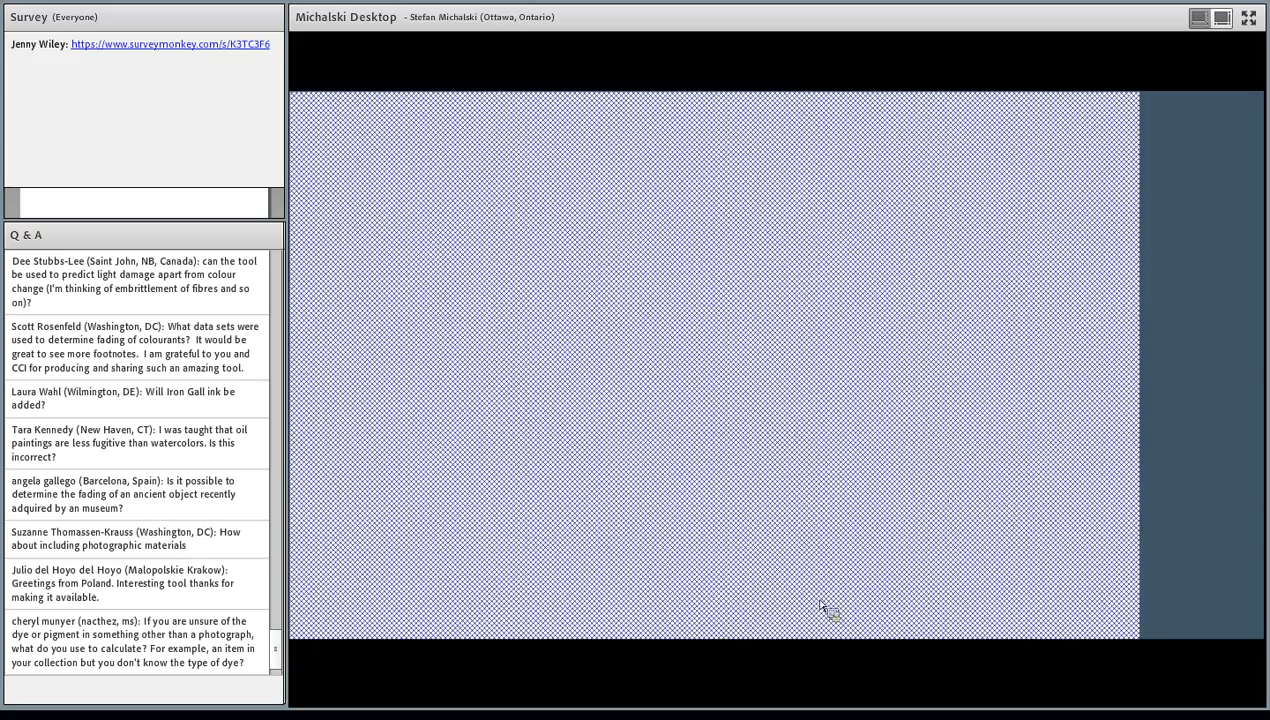 Survey (Everyone)
Jenny Wiley: https://www.surveymonkey.com/s/K3TC3F6
Q & A
Dee Stubbs-Lee (Saint John, NB, Canada): can the tool
be used to predict light damage apart from colour
change (I'm thinking of embrittlement of fibres and so
on)?
Scott Rosenfeld (Washington, DC): What data sets were
used to determine fading of colourants? It would be
great to see more footnotes. I am grateful to you and
CCI for producing and sharing such an amazing tool.
Laura Wahl (Wilmington, DE): Will Iron Gall ink be
added?
Tara Kennedy (New Haven, CT): I was taught that oil
paintings are less fugitive than watercolors. Is this
incorrect?
angela gallego (Barcelona, Spain): Is it possible to
determine the fading of an ancient object recently
adquired by an museum?
Suzanne Thomassen-Krauss (Washington, DC): How
about including photographic materials
Julio del Hoyo del Hoyo (Malopolskie Krakow):
Greetings from Poland. Interesting tool thanks for
making it available.
cheryl munyer (nacthez, ms): If you are unsure of the
dye or pigment in something other than a photograph,
what do you use to calculate? For example, an item in
your collection but you don't know the type of dye?
Michalski Desktop - Stefan Michalski (Ottawa, Ontario)